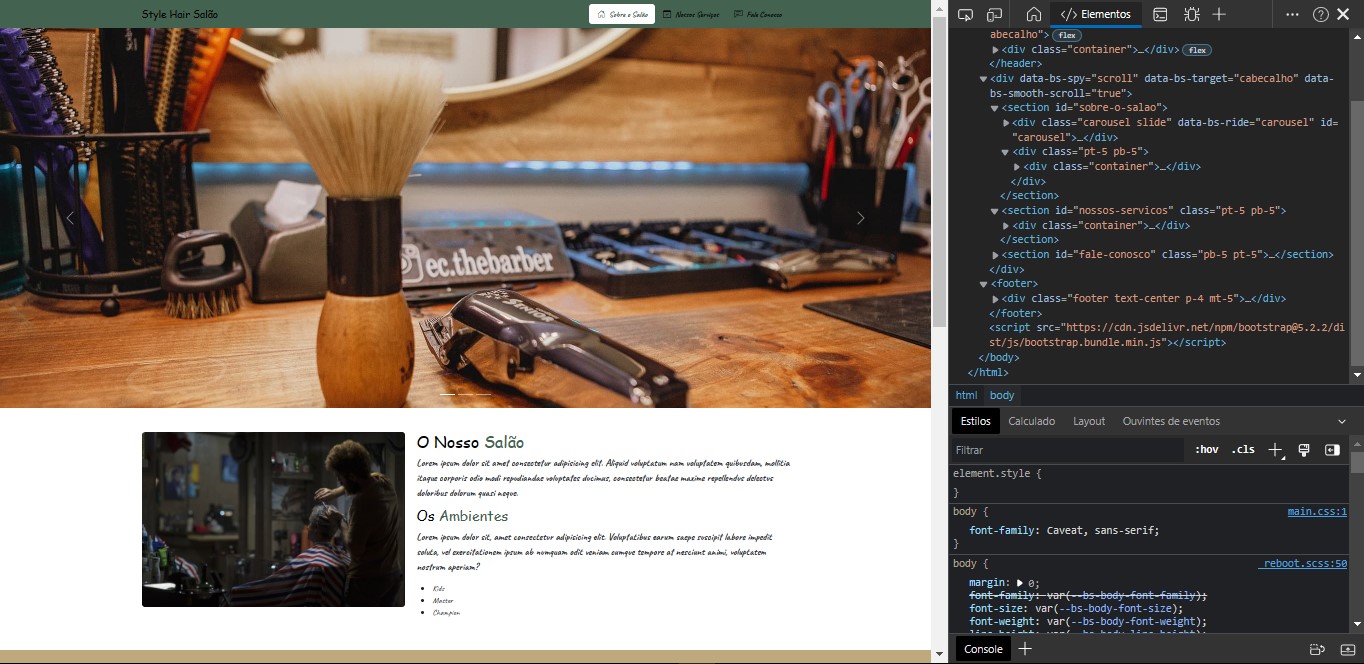 Style Hair Salão
Sobre o Salão
Nossos Serviços
Fale Conosco
ec.thebarber
SENIOR
O Nosso Salão
Lorem ipsum dolor sit amet consectetur adipisicing elit. Aliquid voluptatum nam voluptatem quibusdam, mollitia
itaque corporis odio modi repudiandae voluptates ducimus, consectetur beatae maxime repellendus delectus
doloribus dolorum quasi neque.
Os Ambientes
Lorem ipsum dolor sit, amet consectetur adipisicing elit. Voluptatibus earum saepe suscipit labore impedit
soluta, vel exercitationem ipsum ab numquam odit veniam cumque tempore at nesciunt animi, voluptatem
nostrum aperiam?
Kids
Master
Champion
Elementos
abecalho"> flex
<div class="container">…</div> flex
</header>
<div data-bs-spy="scroll" data-bs-target="cabecalho" data-
bs-smooth-scroll="true">
<section id="sobre-o-salao">
<div class="carousel slide" data-bs-ride="carousel" id=
"carousel">…</div>
<div class="pt-5 pb-5">
<div class="container">…</div>
</div>
</section>
<section id="nossos-servicos" class="pt-5 pb-5">
<div class="container">…</div>
</section>
<section id="fale-conosco" class="pb-5 pt-5">…</section>
</div>
<footer>
<div class="footer text-center p-4 mt-5">…</div>
</footer>
<script src="https://cdn.jsdelivr.net/npm/bootstrap@5.2.2/di
st/js/bootstrap.bundle.min.js"></script>
</body>
</html>
html body
Estilos Calculado Layout Ouvintes de eventos
Filtrar :hov .cls
element.style {
}
body { main.css:1
font-family: Caveat, sans-serif;
}
body { _reboot.scss:50
margin: 0;
font-family: var(--bs-body-font-family);
font-size: var(--bs-body-font-size);
font-weight: var(--bs-body-font-weight);
line-height: var(--bs-body-line-height);
Console